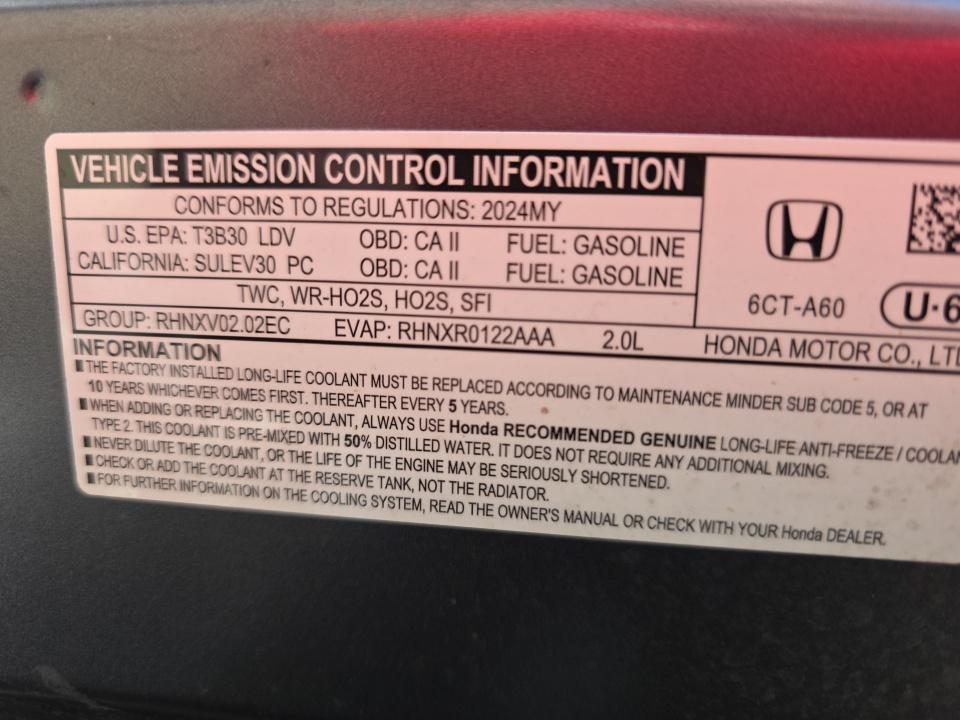 VEHICLE EMISSION CONTROL INFORMATION
CONFORMS TO REGULATIONS: 2024MY
U.S. EPA: T3B30 LDV OBD: CA II FUEL: GASOLINE
CALIFORNIA: SULEV30 PC OBD: CA II FUEL: GASOLINE
TWC, WR-HO2S, HO2S, SFI
6CT-A60 U·6
GROUP: RHNXV02.02EC EVAP: RHNXR0122AAA 2.0L HONDA MOTOR CO., LTD
INFORMATION
THE FACTORY INSTALLED LONG-LIFE COOLANT MUST BE REPLACED ACCORDING TO MAINTENANCE MINDER SUB CODE 5, OR AT
10 YEARS WHICHEVER COMES FIRST. THEREAFTER EVERY 5 YEARS.
WHEN ADDING OR REPLACING THE COOLANT, ALWAYS USE Honda RECOMMENDED GENUINE LONG-LIFE ANTI-FREEZE / COOLAN
TYPE 2. THIS COOLANT IS PRE-MIXED WITH 50% DISTILLED WATER. IT DOES NOT REQUIRE ANY ADDITIONAL MIXING.
NEVER DILUTE THE COOLANT, OR THE LIFE OF THE ENGINE MAY BE SERIOUSLY SHORTENED.
CHECK OR ADD THE COOLANT AT THE RESERVE TANK, NOT THE RADIATOR.
FOR FURTHER INFORMATION ON THE COOLING SYSTEM, READ THE OWNER'S MANUAL OR CHECK WITH YOUR Honda DEALER.